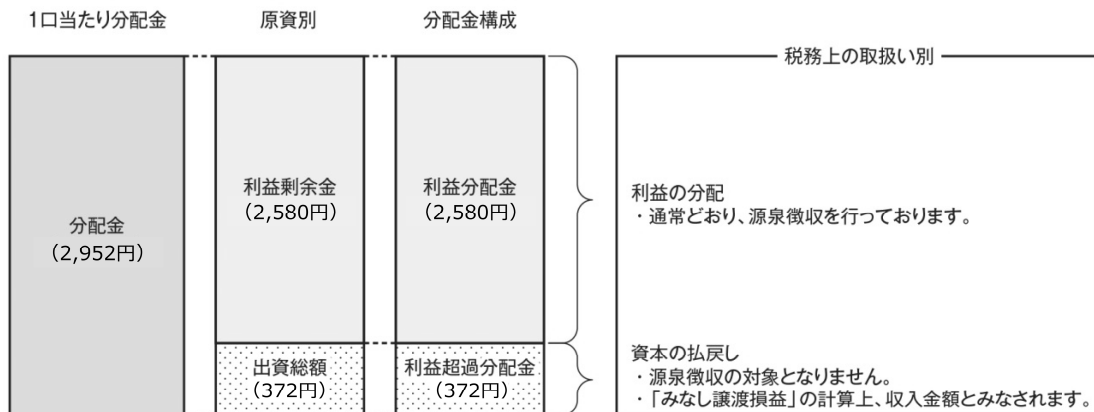 1口当たり分配金
原資別
分配金構成
税務上の取扱い別
分配金
（2,952円）
利益剰余金
（2,580円）
利益分配金
（2,580円）
利益の分配
・通常どおり、源泉徴収を行っております。
出資総額
（372円）
利益超過分配金
（372円）
資本の払戻し
・源泉徴収の対象となりません。
・「みなし譲渡損益」の計算上、収入金額とみなされます。